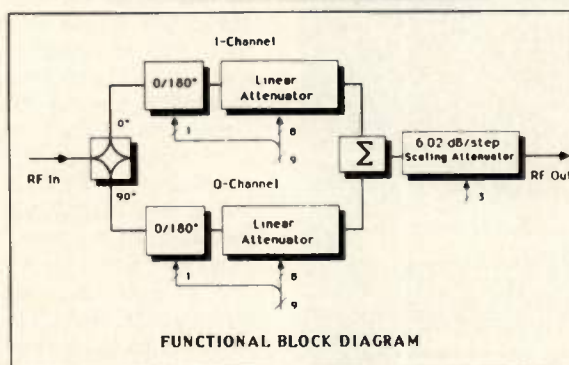 I-Channel
0/180°
Linear
Attenuator
1
8
9
0°
RF In
90°
Σ
6.02 dB/step
Scaling Attenuator
RF Out
3
Q-Channel
0/180°
Linear
Attenuator
1
8
9
FUNCTIONAL BLOCK DIAGRAM